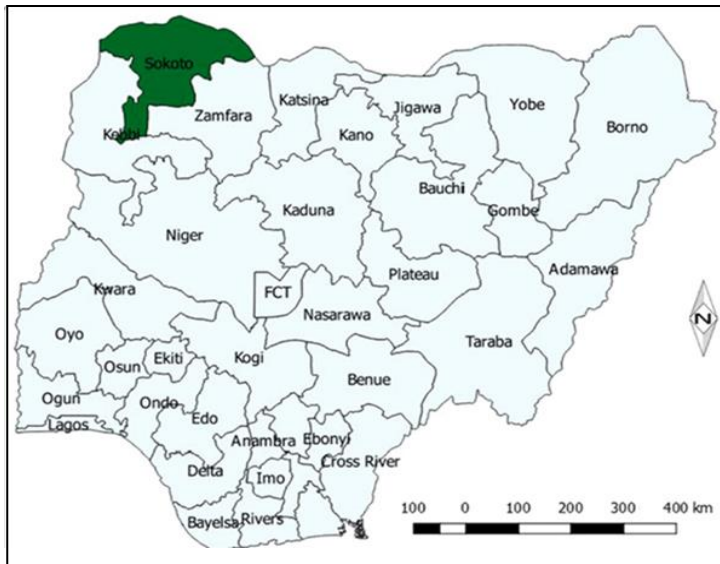 Sokoto
Katsina
Jigawa
Yobe
Zamfara
Kano
Borno
Kebbi
Bauchi
Kaduna
Gombe
Niger
Adamawa
Plateau
FCT
Kwara
Nasarawa
Taraba
Oyo
Osun
Ekiti
Kogi
Benue
Ogun
Ondo
Edo
Lagos
Anambra
Ebonyi
Cross River
Delta
Imo
Bayelsa
Rivers
N
100 0 100 200 300 400 km